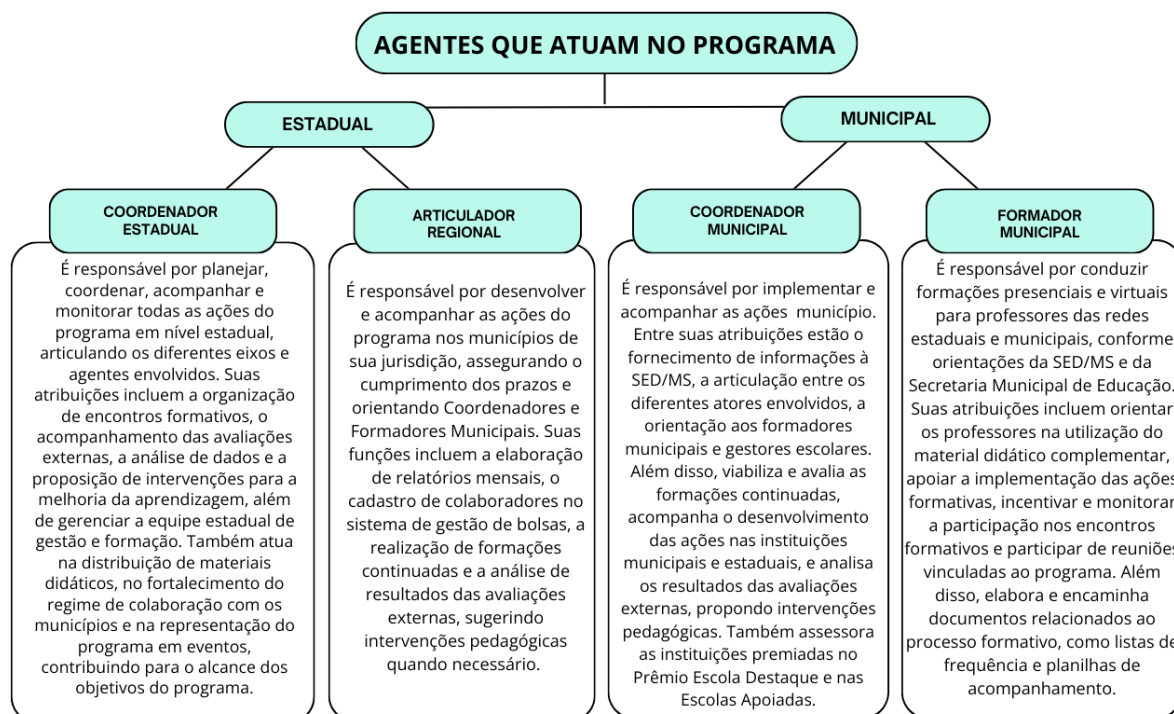 AGENTES QUE ATUAM NO PROGRAMA
ESTADUAL
MUNICIPAL
COORDENADOR
ESTADUAL
É responsável por planejar,
coordenar, acompanhar e
monitorar todas as ações do
programa em nível estadual,
articulando os diferentes eixos e
agentes envolvidos. Suas
atribuições incluem a organização
de encontros formativos, o
acompanhamento das avaliações
externas, a análise de dados e a
proposição de intervenções para a
melhoria da aprendizagem, além
de gerenciar a equipe estadual de
gestão e formação. Também atua
na distribuição de materiais
didáticos, no fortalecimento do
regime de colaboração com os
municípios e na representação do
programa em eventos,
contribuindo para o alcance dos
objetivos do programa.
ARTICULADOR
REGIONAL
É responsável por desenvolver
e acompanhar as ações do
programa nos municípios de
sua jurisdição, assegurando o
cumprimento dos prazos e
orientando Coordenadores e
Formadores Municipais. Suas
funções incluem a elaboração
de relatórios mensais, o
cadastro de colaboradores no
sistema de gestão de bolsas, a
realização de formações
continuadas e a análise de
resultados das avaliações
externas, sugerindo
intervenções pedagógicas
quando necessário.
COORDENADOR
MUNICIPAL
É responsável por implementar e
acompanhar as ações município.
Entre suas atribuições estão o
fornecimento de informações à
SED/MS, a articulação entre os
diferentes atores envolvidos, a
orientação aos formadores
municipais e gestores escolares.
Além disso, viabiliza e avalia as
formações continuadas,
acompanha o desenvolvimento
das ações nas instituições
municipais e estaduais, e analisa
os resultados das avaliações
externas, propondo intervenções
pedagógicas. Também assessora
as instituições premiadas no
Prêmio Escola Destaque e nas
Escolas Apoiadas.
FORMADOR
MUNICIPAL
É responsável por conduzir
formações presenciais e virtuais
para professores das redes
estaduais e municipais, conforme
orientações da SED/MS e da
Secretaria Municipal de Educação.
Suas atribuições incluem orientar
os professores na utilização do
material didático complementar,
apoiar a implementação das ações
formativas, incentivar e monitorar
a participação nos encontros
formativos e participar de reuniões
vinculadas ao programa. Além
disso, elabora e encaminha
documentos relacionados ao
processo formativo, como listas de
frequência e planilhas de
acompanhamento.